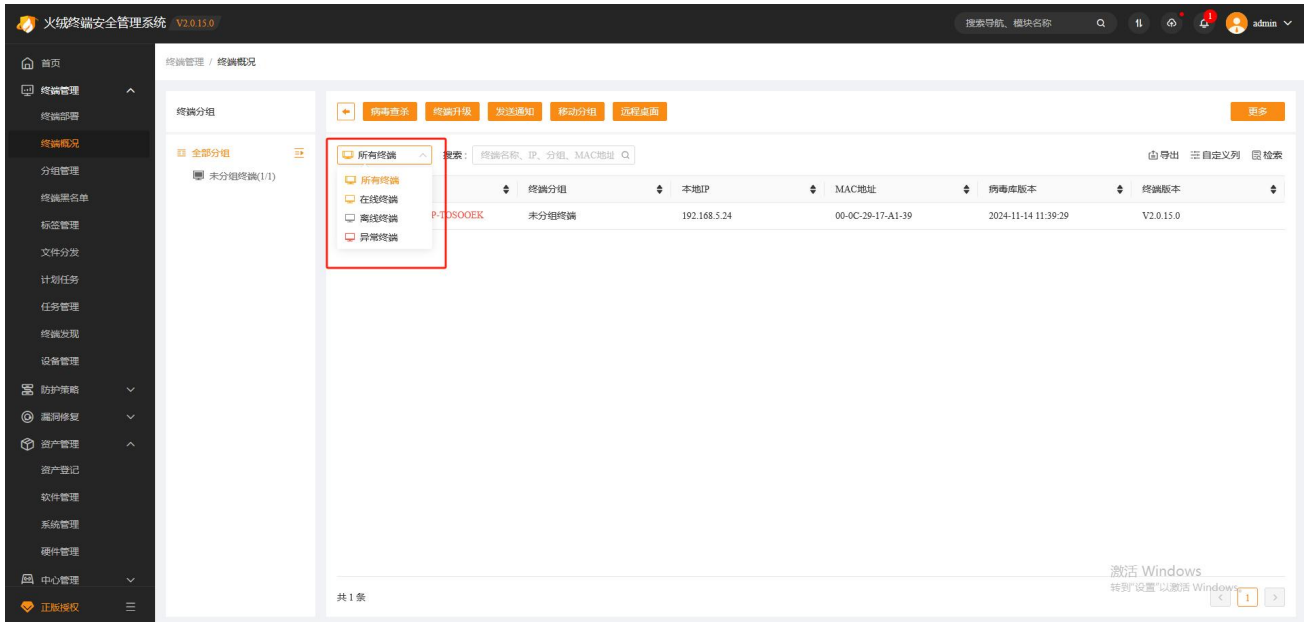 火绒终端安全管理系统 V2.0.15.0
搜索导航、模块名称
1
admin
首页
终端管理
终端部署
终端概况
分组管理
终端黑名单
标签管理
文件分发
计划任务
任务管理
终端发现
设备管理
防护策略
漏洞修复
资产管理
资产登记
软件管理
系统管理
硬件管理
中心管理
正版授权
终端管理 / 终端概况
终端分组
全部分组
未分组终端(1/1)
病毒查杀 终端升级 发送通知 移动分组 远程桌面 更多
所有终端 搜索: 终端名称、IP、分组、MAC地址 导出 自定义列 检索
所有终端
在线终端
离线终端
异常终端
终端分组 本地IP MAC地址 病毒库版本 终端版本
P-TOSOOEK 未分组终端 192.168.5.24 00-0C-29-17-A1-39 2024-11-14 11:39:29 V2.0.15.0
激活 Windows
转到"设置"以激活 Windows。
共 1 条 1